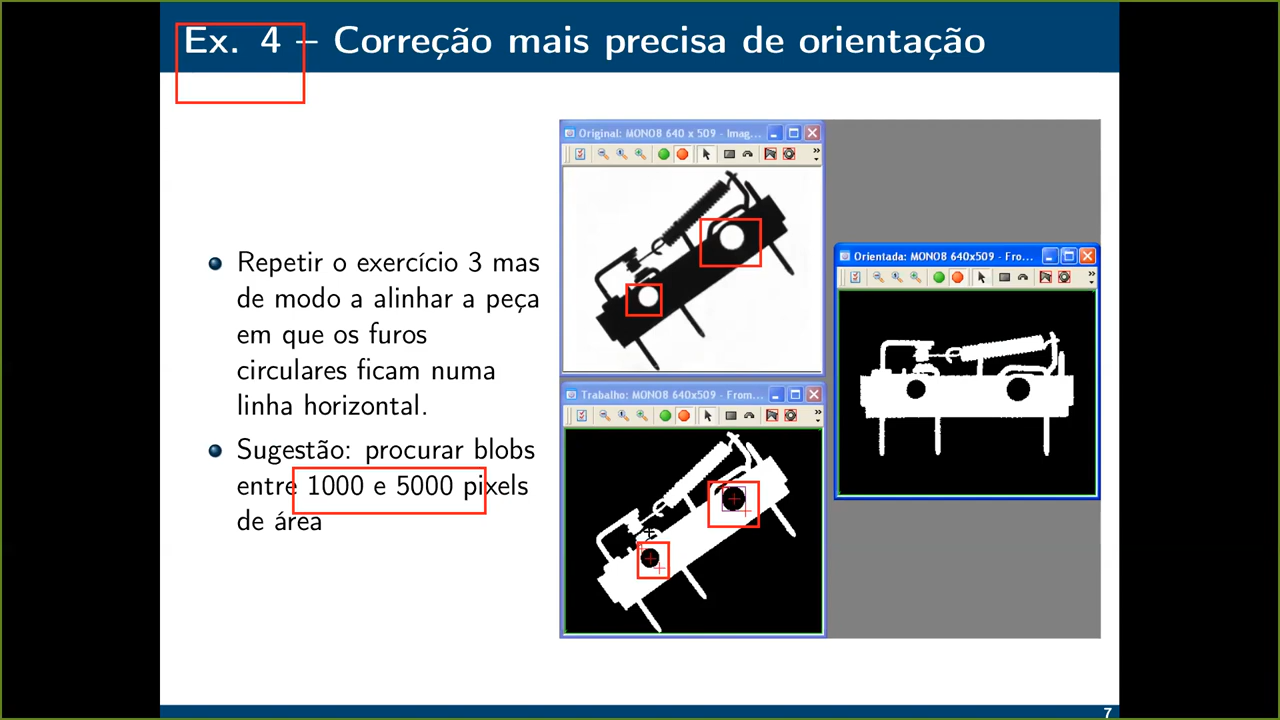 Ex. 4 – Correção mais precisa de orientação
Repetir o exercício 3 mas
de modo a alinhar a peça
em que os furos
circulares ficam numa
linha horizontal.
Sugestão: procurar blobs
entre 1000 e 5000 pixels
de área
Original: MONO8 640 x 509 - Imag...
Trabalho: MONO8 640x509 - From...
Orientada: MONO8 640x509 - Fro...
7